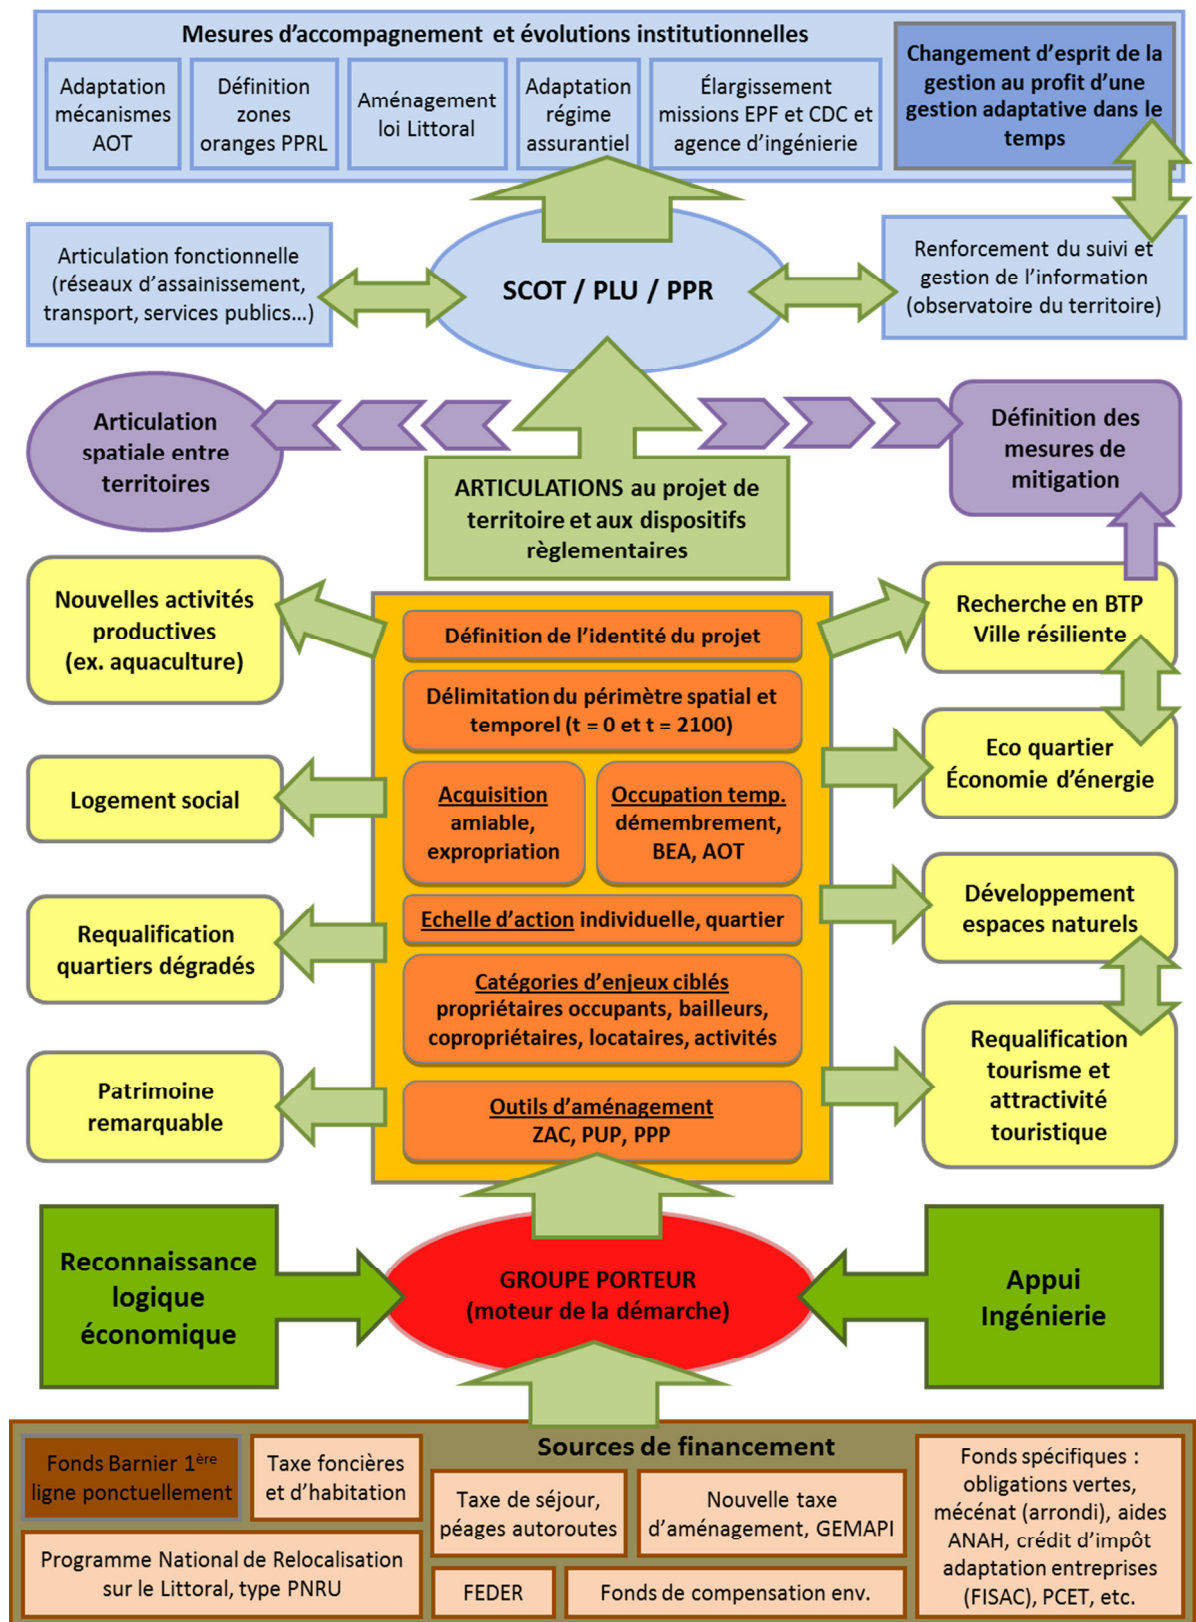 Mesures d’accompagnement et évolutions institutionnelles
Adaptation
mécanismes
AOT
Définition
zones
oranges PPRL
Aménagement
loi Littoral
Adaptation
régime
assurantiel
Élargissement
missions EPF et CDC et
agence d’ingénierie
Changement d’esprit de la
gestion au profit d’une
gestion adaptative dans le
temps
Articulation fonctionnelle
(réseaux d’assainissement,
transport, services publics…)
SCOT / PLU / PPR
Renforcement du suivi et
gestion de l’information
(observatoire du territoire)
Articulation
spatiale entre
territoires
ARTICULATIONS au projet de
territoire et aux dispositifs
règlementaires
Définition des
mesures de
mitigation
Nouvelles activités
productives
(ex. aquaculture)
Logement social
Requalification
quartiers dégradés
Patrimoine
remarquable
Définition de l’identité du projet
Délimitation du périmètre spatial et
temporel (t = 0 et t = 2100)
Acquisition
amiable,
expropriation
Occupation temp.
démembrement,
BEA, AOT
Echelle d’action individuelle, quartier
Catégories d’enjeux ciblés
propriétaires occupants, bailleurs,
copropriétaires, locataires, activités
Outils d’aménagement
ZAC, PUP, PPP
Recherche en BTP
Ville résiliente
Eco quartier
Économie d’énergie
Développement
espaces naturels
Requalification
tourisme et
attractivité
touristique
Reconnaissance
logique
économique
GROUPE PORTEUR
(moteur de la démarche)
Appui
Ingénierie
Sources de financement
Fonds Barnier 1ère
ligne ponctuellement
Taxe foncières
et d’habitation
Programme National de Relocalisation
sur le Littoral, type PNRU
Taxe de séjour,
péages autoroutes
Nouvelle taxe
d’aménagement, GEMAPI
FEDER
Fonds de compensation env.
Fonds spécifiques :
obligations vertes,
mécénat (arrondi), aides
ANAH, crédit d’impôt
adaptation entreprises
(FISAC), PCET, etc.